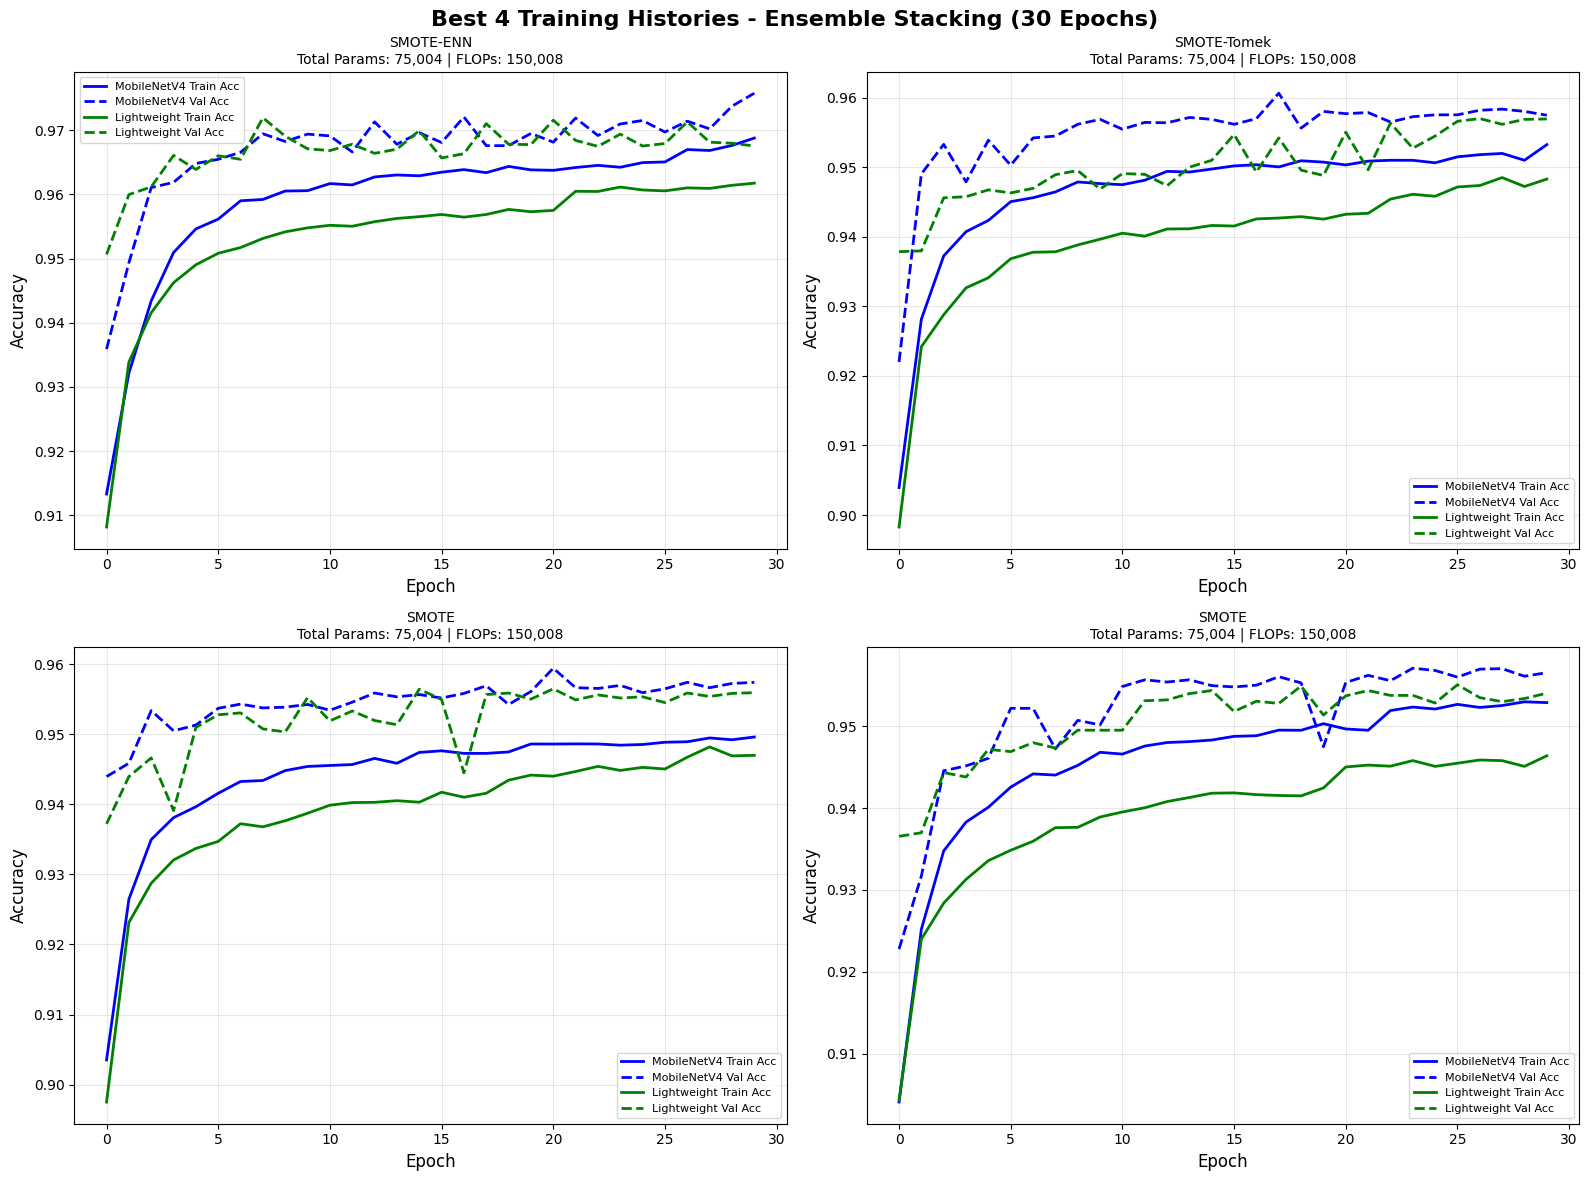 Best 4 Training Histories - Ensemble Stacking (30 Epochs)
SMOTE-ENN
Total Params: 75,004 | FLOPs: 150,008
MobileNetV4 Train Acc
MobileNetV4 Val Acc
Lightweight Train Acc
Lightweight Val Acc
0.97
0.96
0.95
0.94
0.93
0.92
0.91
Accuracy
0 5 10 15 20 25 30
Epoch
SMOTE-Tomek
Total Params: 75,004 | FLOPs: 150,008
0.96
0.95
0.94
0.93
0.92
0.91
0.90
Accuracy
MobileNetV4 Train Acc
MobileNetV4 Val Acc
Lightweight Train Acc
Lightweight Val Acc
0 5 10 15 20 25 30
Epoch
SMOTE
Total Params: 75,004 | FLOPs: 150,008
0.96
0.95
0.94
0.93
0.92
0.91
0.90
Accuracy
MobileNetV4 Train Acc
MobileNetV4 Val Acc
Lightweight Train Acc
Lightweight Val Acc
0 5 10 15 20 25 30
Epoch
SMOTE
Total Params: 75,004 | FLOPs: 150,008
0.95
0.94
0.93
0.92
0.91
Accuracy
MobileNetV4 Train Acc
MobileNetV4 Val Acc
Lightweight Train Acc
Lightweight Val Acc
0 5 10 15 20 25 30
Epoch